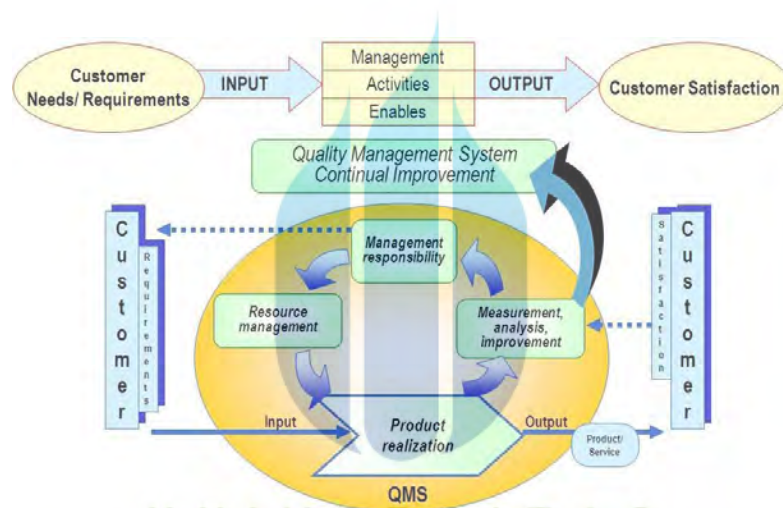 Customer
Needs/ Requirements
INPUT
Management
Activities
Enables
OUTPUT
Customer Satisfaction
Quality Management System
Continual Improvement
Customer
Requirements
Management
responsibility
Resource
management
Measurement,
analysis,
improvement
Satisfaction
Customer
Input
Product
realization
Output
Product/
Service
QMS